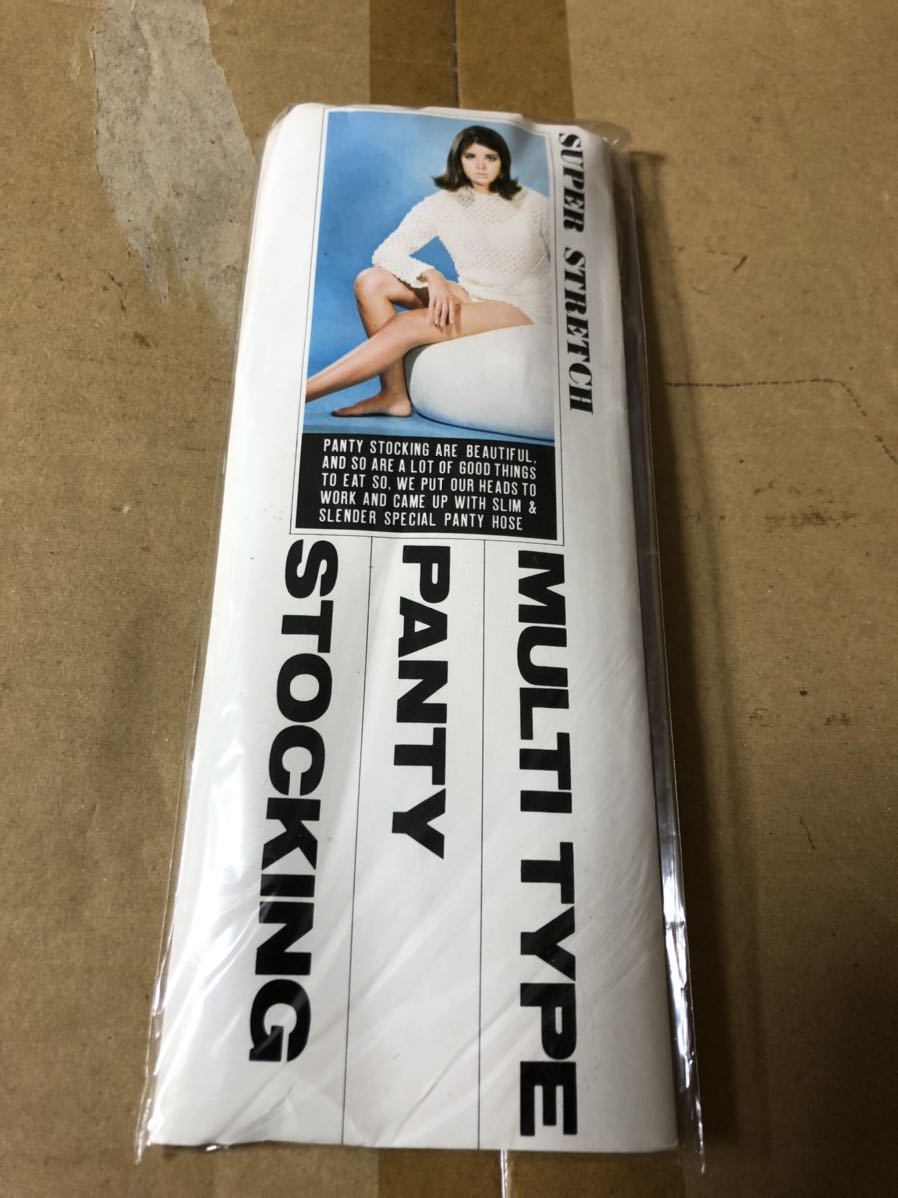 SUPER STRETCH
PANTY STOCKING ARE BEAUTIFUL,
AND SO ARE A LOT OF GOOD THINGS
TO EAT SO, WE PUT OUR HEADS TO
WORK AND CAME UP WITH SLIM &
SLENDER SPECIAL PANTY HOSE
MULTI TYPE
PANTY
STOCKING